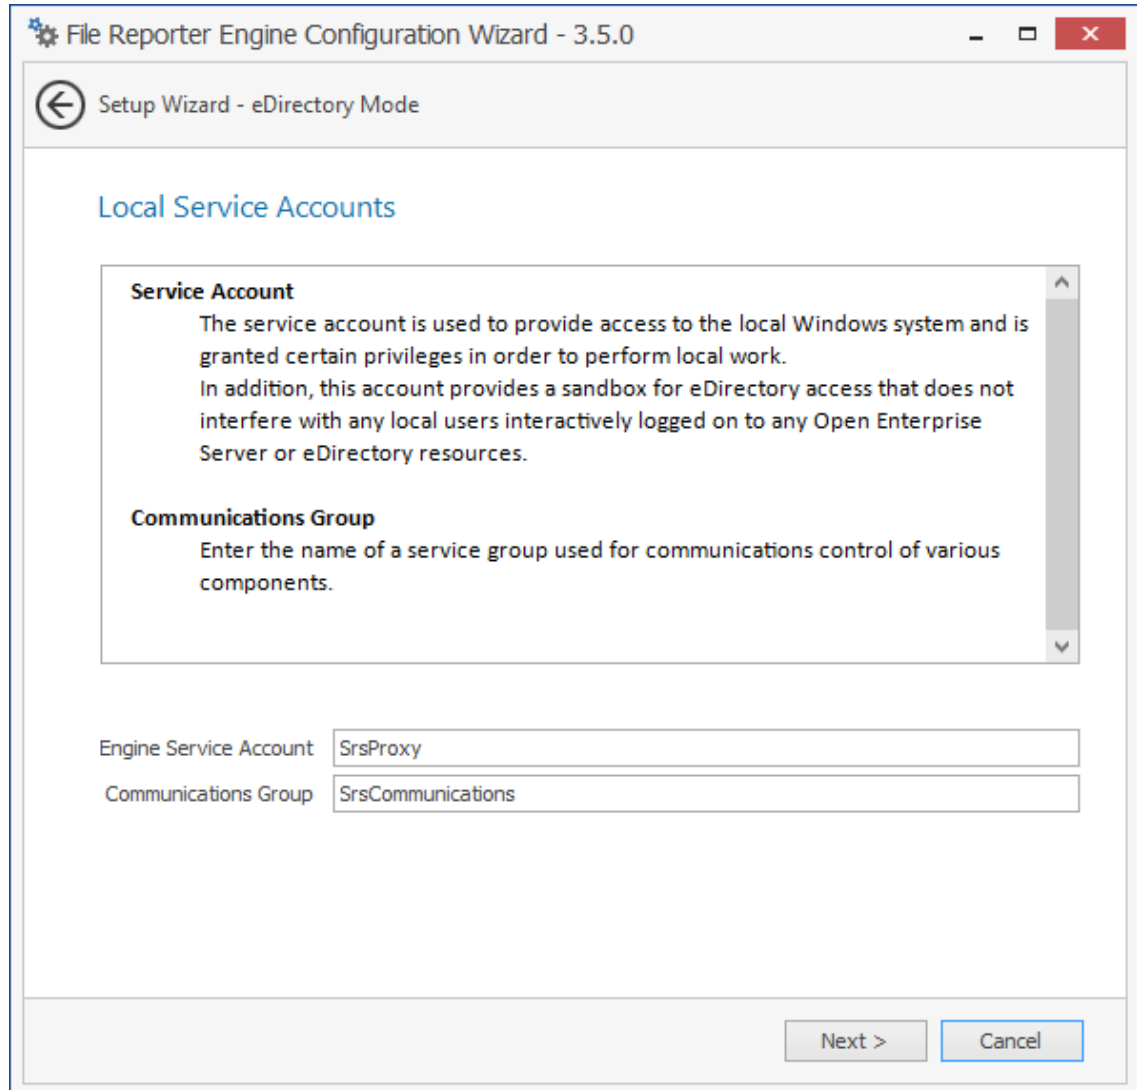 File Reporter Engine Configuration Wizard - 3.5.0
Setup Wizard - eDirectory Mode
Local Service Accounts
Service Account
The service account is used to provide access to the local Windows system and is
granted certain privileges in order to perform local work.
In addition, this account provides a sandbox for eDirectory access that does not
interfere with any local users interactively logged on to any Open Enterprise
Server or eDirectory resources.
Communications Group
Enter the name of a service group used for communications control of various
components.
Engine Service Account SrsProxy
Communications Group SrsCommunications
Next > Cancel